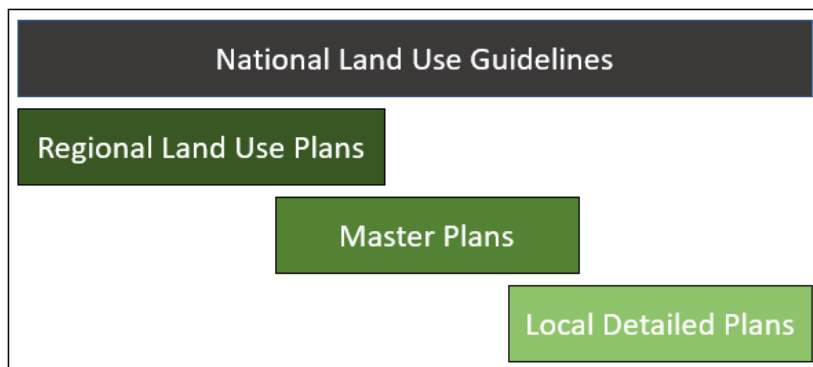 National Land Use Guidelines
Regional Land Use Plans
Master Plans
Local Detailed Plans